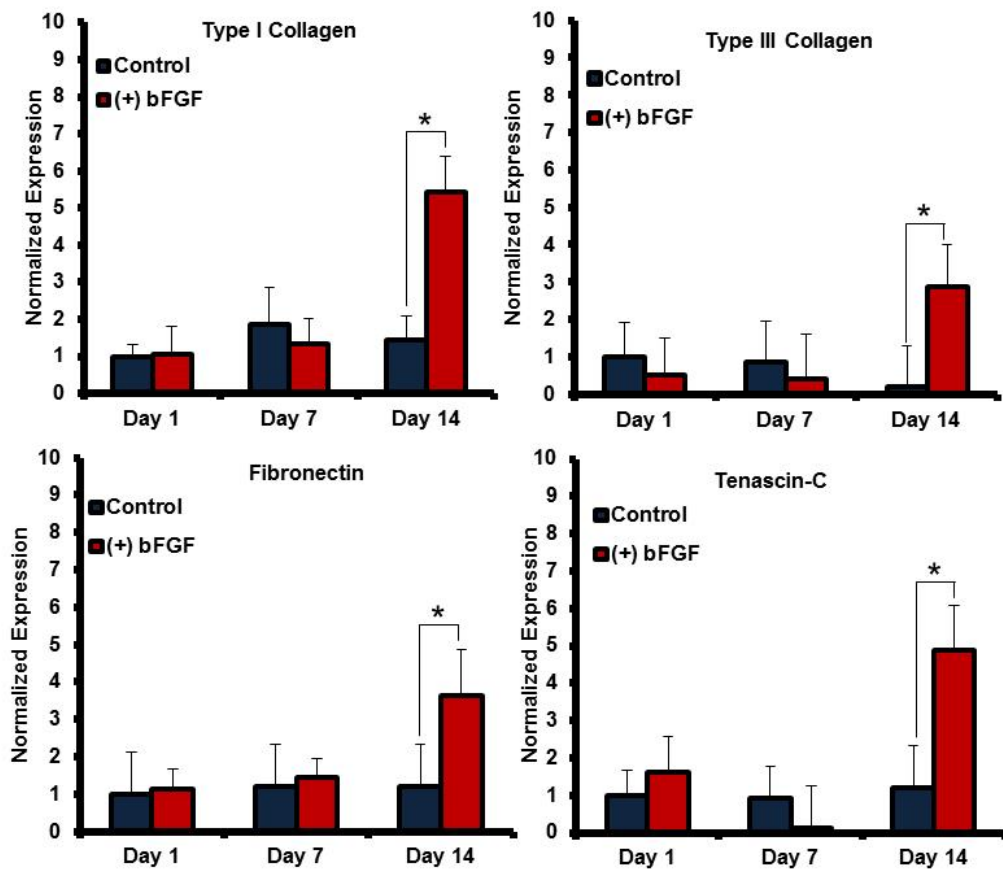 Type I Collagen
Control
(+) bFGF
*
Normalized Expression
10
9
8
7
6
5
4
3
2
1
0
Day 1 Day 7 Day 14
Type III Collagen
Control
(+) bFGF
*
Normalized Expression
10
9
8
7
6
5
4
3
2
1
0
Day 1 Day 7 Day 14
Fibronectin
Control
(+) bFGF
*
Normalized Expression
10
9
8
7
6
5
4
3
2
1
0
Day 1 Day 7 Day 14
Tenascin-C
Control
(+) bFGF
*
Normalized Expression
10
9
8
7
6
5
4
3
2
1
0
Day 1 Day 7 Day 14